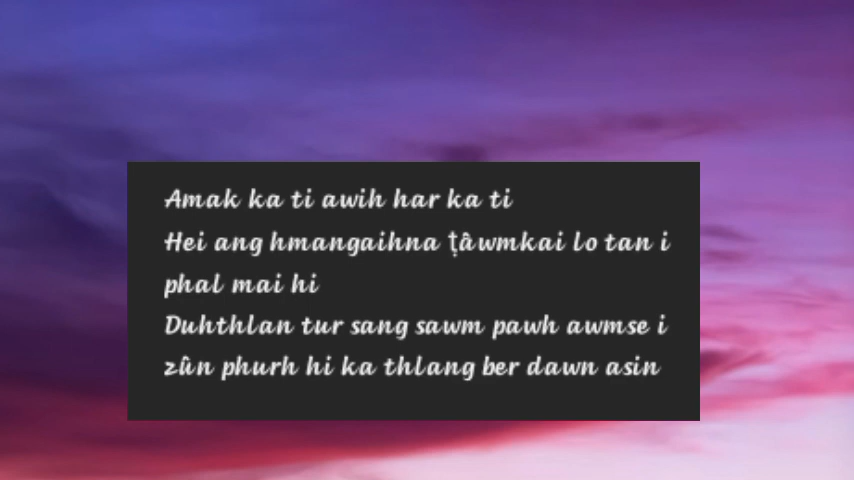 Amak ka ti awih har ka ti
Hei ang hmangaihna ṭâwmkai lo tan i
phal mai hi
Duhthlan tur sang sawm pawh awmse i
zûn phurh hi ka thlang ber dawn asin